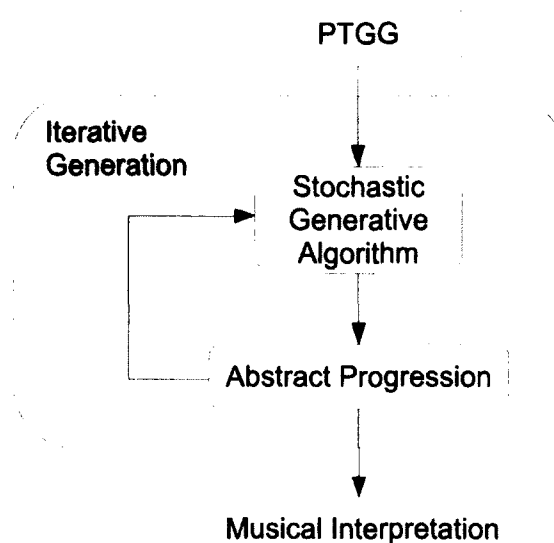 PTGG
Iterative
Generation
Stochastic
Generative
Algorithm
Abstract Progression
Musical Interpretation